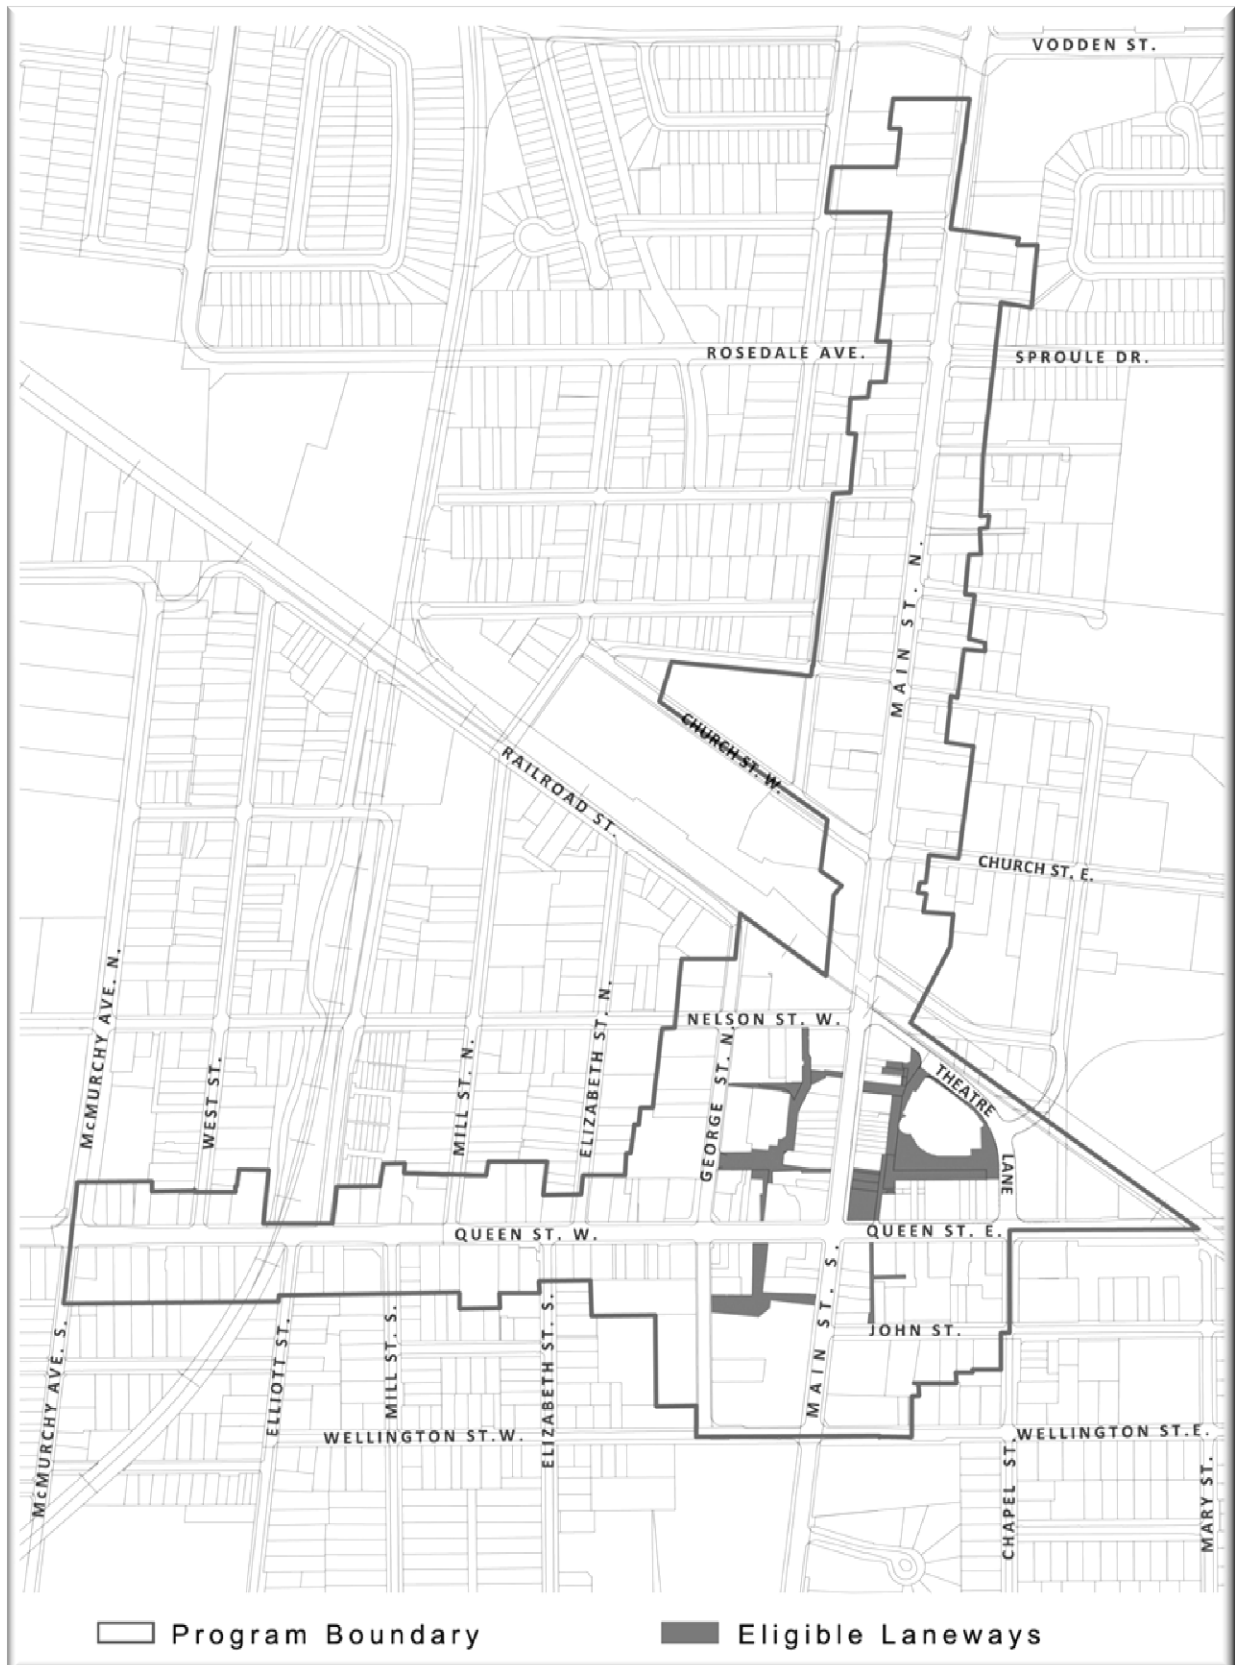 VODDEN ST.
ROSEDALE AVE.
SPROULE DR.
MAIN ST. N.
CHURCH ST. W.
RAILROAD ST.
CHURCH ST. E.
McMURCHY AVE. N.
WEST ST.
MILL ST. N.
ELIZABETH ST. N.
NELSON ST. W.
GEORGE ST. N.
THEATRE
LANE
QUEEN ST. W.
QUEEN ST. E.
JOHN ST.
MAIN ST. S.
McMURCHY AVE. S.
ELLIOTT ST.
MILL ST. S.
ELIZABETH ST. S.
WELLINGTON ST.W.
WELLINGTON ST.E.
CHAPEL ST.
MARY ST.
Program Boundary
Eligible Laneways